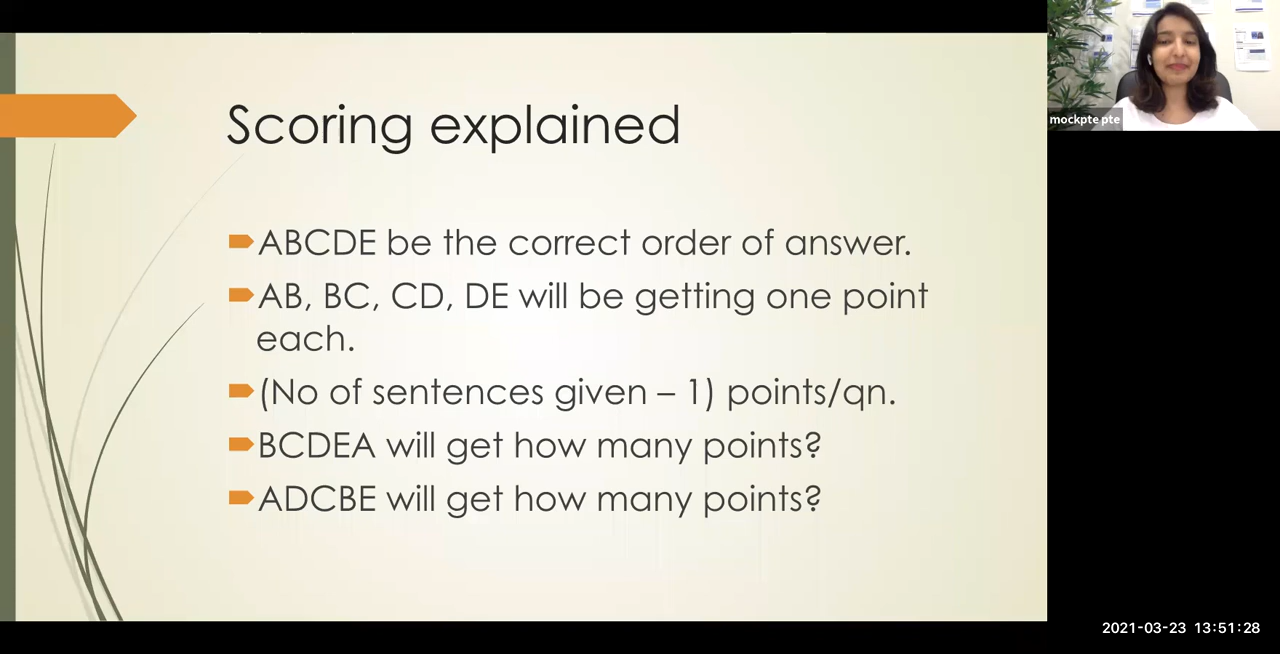 Scoring explained
ABCDE be the correct order of answer.
AB, BC, CD, DE will be getting one point
each.
(No of sentences given – 1) points/qn.
BCDEA will get how many points?
ADCBE will get how many points?
mockpte pte
2021-03-23 13:51:28